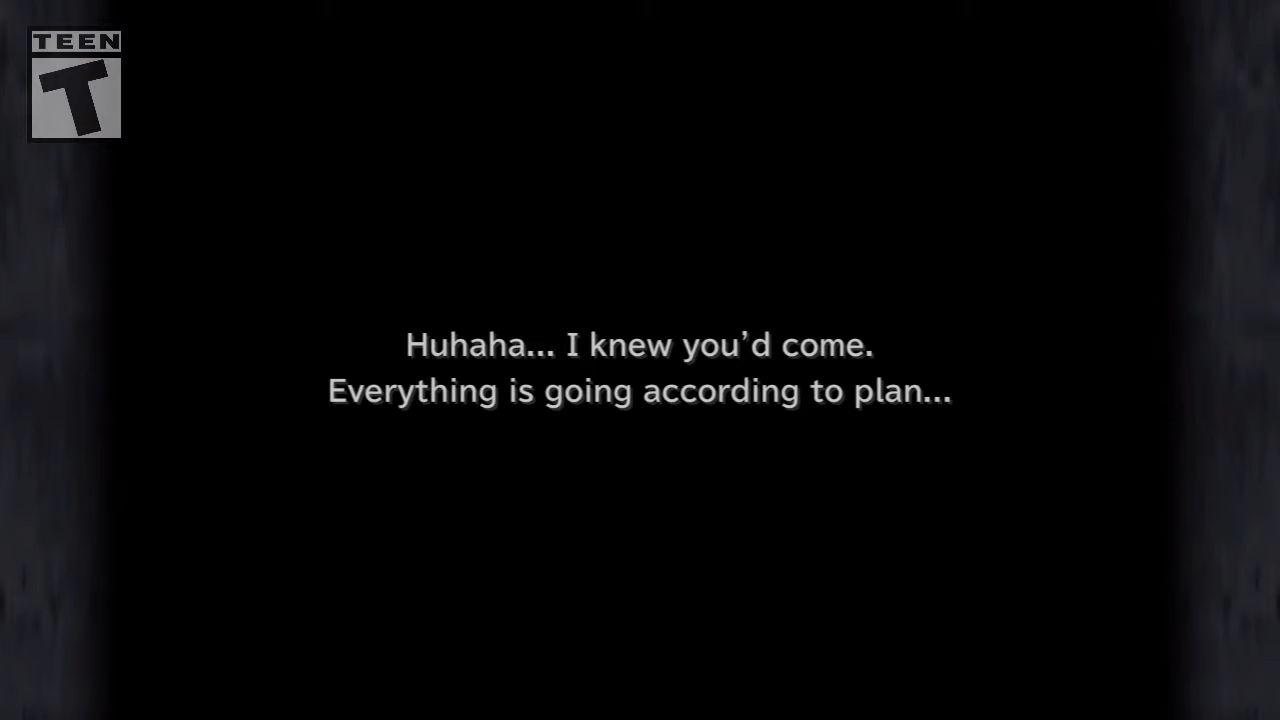 TEEN
T
Huhaha... I knew you’d come.
Everything is going according to plan...